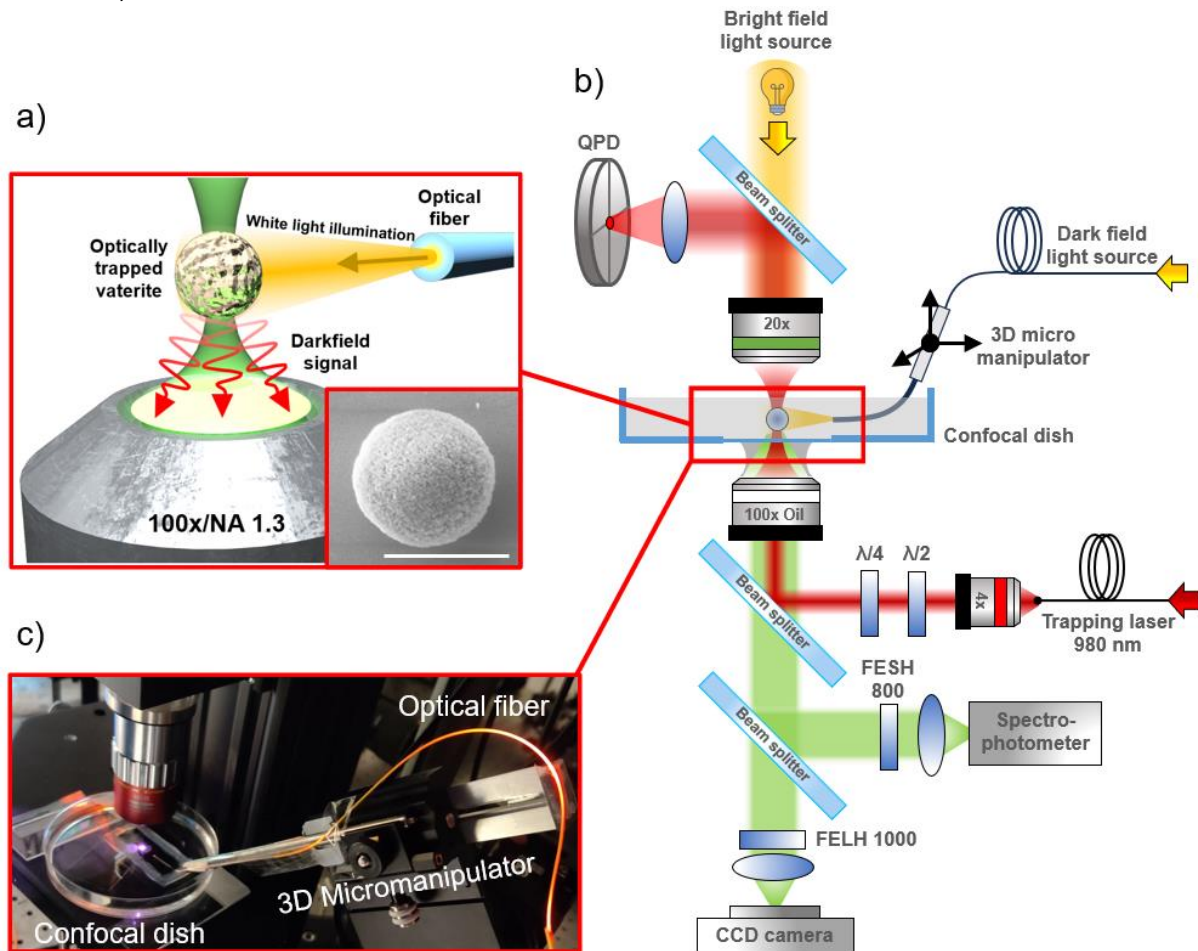 a)
White light illumination
Optical
fiber
Optically
trapped
vaterite
Darkfield
signal
100x/NA 1.3
b)
Bright field
light source
QPD
Beam splitter
Dark field
light source
20x
3D micro
manipulator
Confocal dish
100x Oil
λ/4
λ/2
4x
Beam splitter
Trapping laser
980 nm
FESH
800
Beam splitter
Spectro-
photometer
FELH 1000
CCD camera
c)
Optical fiber
3D Micromanipulator
Confocal dish